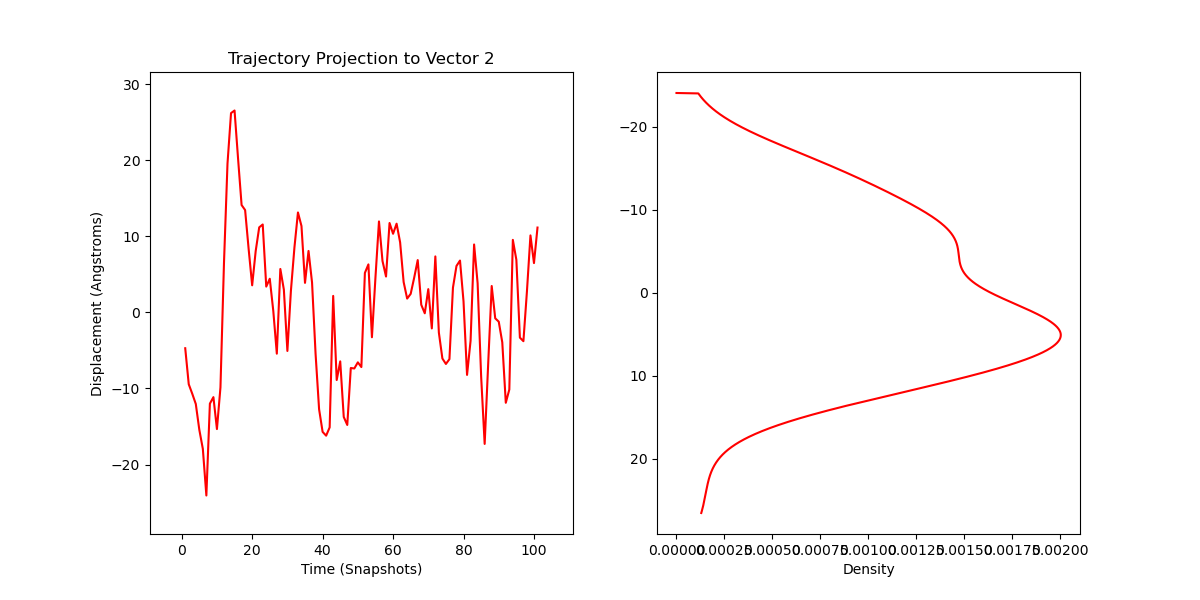 Trajectory Projection to Vector 2
Displacement (Angstroms)
30
20
10
0
−10
−20
0 20 40 60 80 100
Time (Snapshots)
−20
−10
0
10
20
0.00000 0.00025 0.00050 0.00075 0.00100 0.00125 0.00150 0.00175 0.00200
Density